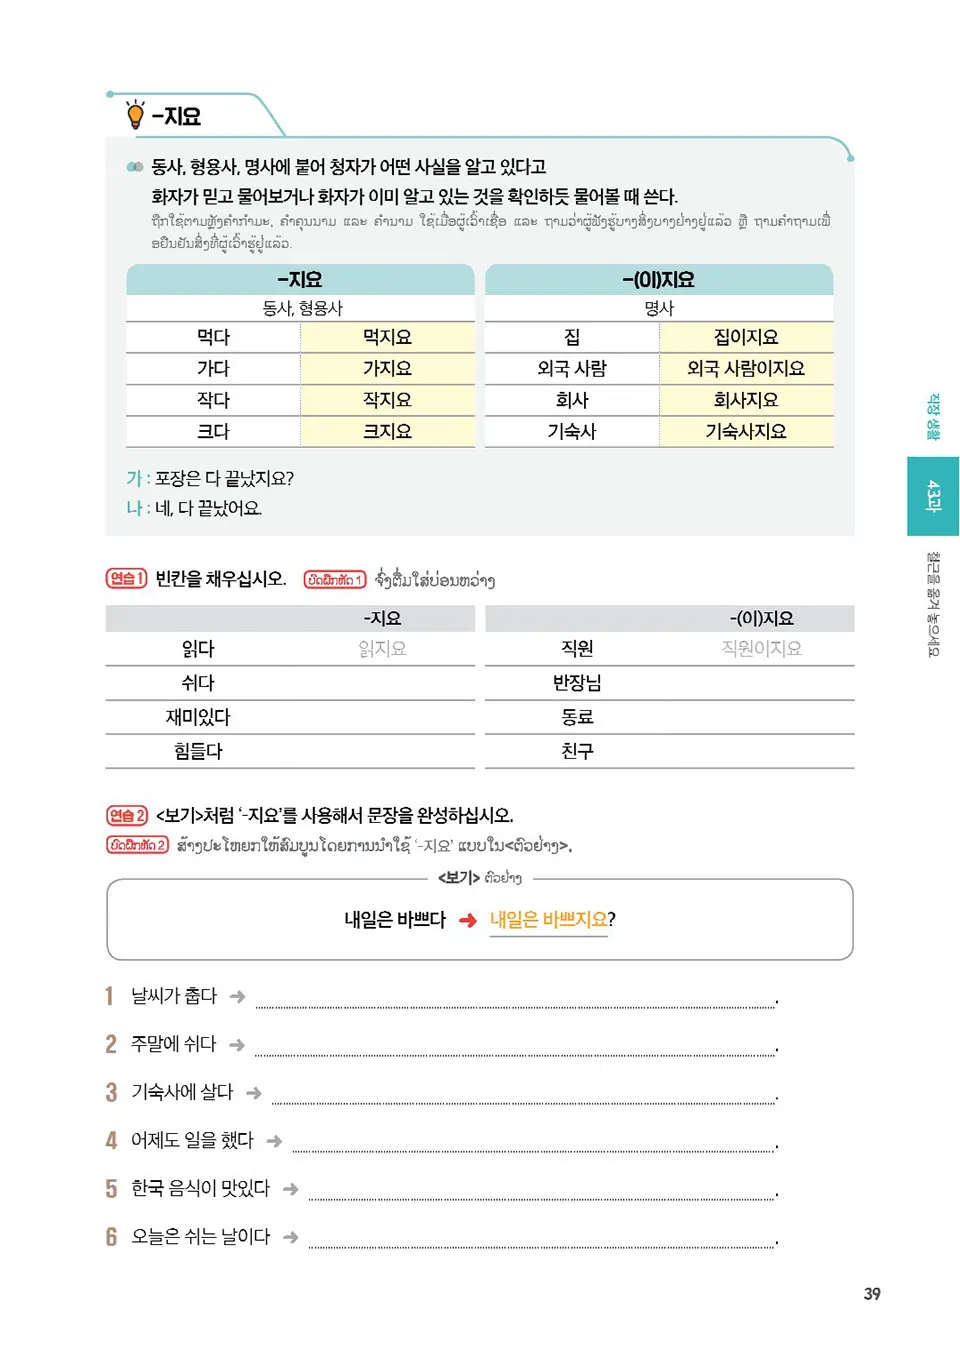 -지요
동사, 형용사, 명사에 붙어 청자가 어떤 사실을 알고 있다고
화자가 믿고 물어보거나 화자가 이미 알고 있는 것을 확인하듯 물어볼 때 쓴다.
ຖືກໃຊ້ຕາມຫຼັງຄຳກຳມະ, ຄຳຄຸນນາມ ແລະ ຄຳນາມ ໃຊ້ເມື່ອຜູ້ເວົ້າເຊື່ອ ແລະ ຖາມວ່າຜູ້ຟັງຮູ້ບາງສິ່ງບາງຢ່າງຢູ່ແລ້ວ ຫຼື ຖາມຄຳຖາມເພື່
ອຢືນຢັນສິ່ງທີ່ຜູ້ເວົ້າຮູ້ຢູ່ແລ້ວ.
-지요 -(이)지요
동사, 형용사 명사
먹다 먹지요 집 집이지요
가다 가지요 외국 사람 외국 사람이지요
작다 작지요 회사 회사지요
크다 크지요 기숙사 기숙사지요
가 : 포장은 다 끝났지요?
나 : 네, 다 끝났어요.
연습 1 빈칸을 채우십시오. ບົດຝຶກຫັດ 1 ຈົ່ງຕື່ມໃສ່ບ່ອນຫວ່າງ
-지요 -(이)지요
읽다 읽지요 직원 직원이지요
쉬다 반장님
재미있다 동료
힘들다 친구
연습 2 <보기>처럼 ‘-지요’를 사용해서 문장을 완성하십시오.
ບົດຝຶກຫັດ 2 ສ້າງປະໂຫຍກໃຫ້ສົມບູນໂດຍການນຳໃຊ້ ‘-지요’ ແບບໃນ<ຕົວຢ່າງ>.
<보기> ຕົວຢ່າງ
내일은 바쁘다 ➜ 내일은 바쁘지요?
1 날씨가 춥다 ➜ .
2 주말에 쉬다 ➜ .
3 기숙사에 살다 ➜ .
4 어제도 일을 했다 ➜ .
5 한국 음식이 맛있다 ➜ .
6 오늘은 쉬는 날이다 ➜ .
직장 생활
43과
철근을 옮겨 놓으세요
39